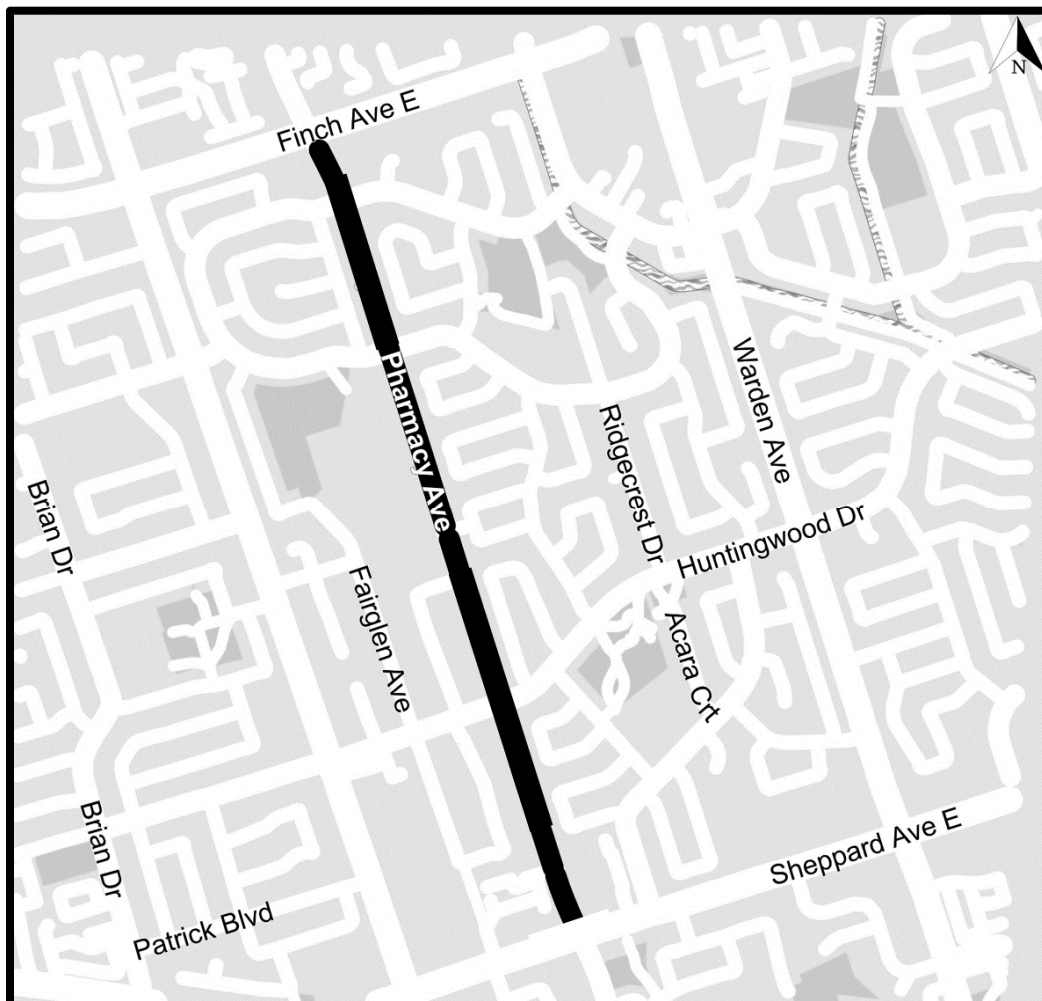 N
Finch Ave E
Pharmacy Ave
Warden Ave
Ridgecrest Dr
Huntingwood Dr
Brian Dr
Fairglen Ave
Acara Crt
Brian Dr
Sheppard Ave E
Patrick Blvd